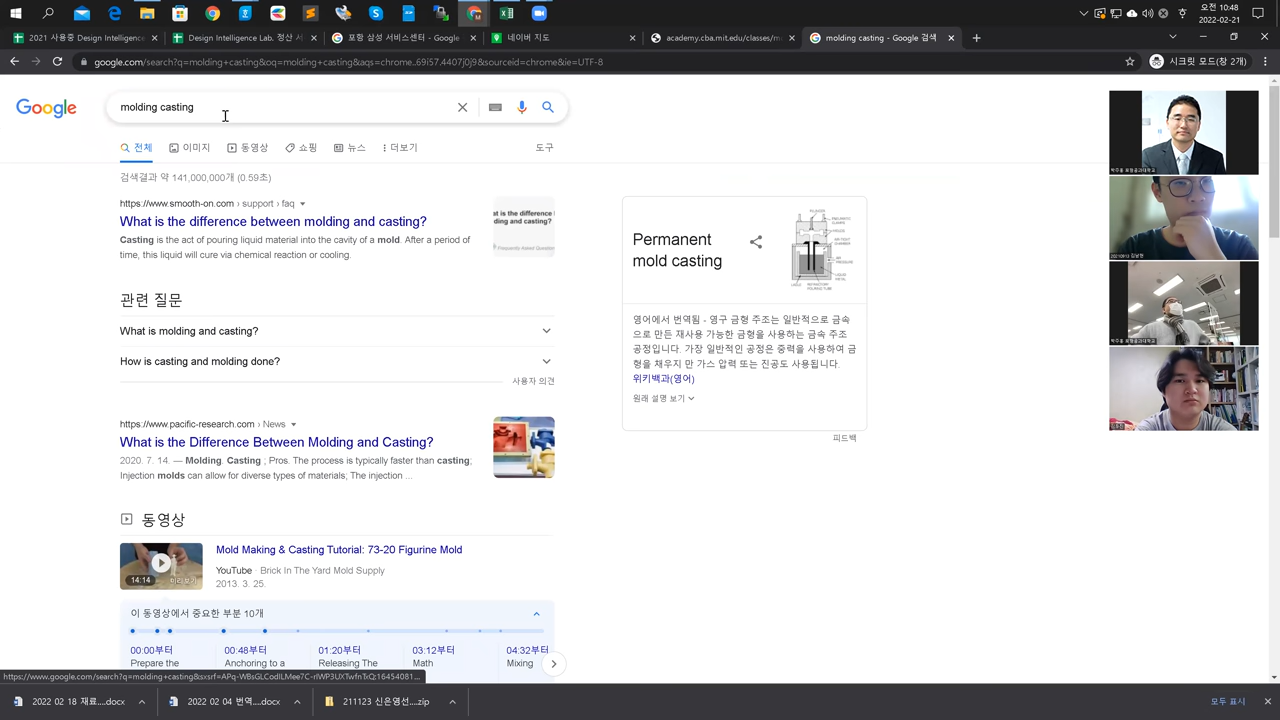 오전 10:48
2022-02-21
2021 사용중 Design Intelligence
Design Intelligence Lab. 정산 서
포항 삼성 서비스센터 - Google
네이버 지도
academy.cba.mit.edu/classes/m
molding casting - Google 검색
google.com/search?q=molding+casting&oq=molding+casting&aqs=chrome..69i57.4407j0j9&sourceid=chrome&ie=UTF-8
시크릿 모드(창 2개)
Google
molding casting
전체
이미지
동영상
쇼핑
뉴스
더보기
도구
검색결과 약 141,000,000개 (0.59초)
https://www.smooth-on.com › support › faq
What is the difference between molding and casting?
Casting is the act of pouring liquid material into the cavity of a mold. After a period of
time, this liquid will cure via chemical reaction or cooling.
관련 질문
What is molding and casting?
How is casting and molding done?
사용자 의견
https://www.pacific-research.com › News
What is the Difference Between Molding and Casting?
2020. 7. 14. — Molding. Casting ; Pros. The process is typically faster than casting;
Injection molds can allow for diverse types of materials; The injection ...
동영상
14:14
미리보기
Mold Making & Casting Tutorial: 73-20 Figurine Mold
YouTube · Brick In The Yard Mold Supply
2013. 3. 25.
이 동영상에서 중요한 부분 10개
00:00부터
Prepare the
00:48부터
Anchoring to a
01:20부터
Releasing The
03:12부터
Math
04:32부터
Mixing
Permanent
mold casting
영어에서 번역됨 - 영구 금형 주조는 일반적으로 금속
으로 만든 재사용 가능한 금형을 사용하는 금속 주조
공정입니다. 가장 일반적인 공정은 중력을 사용하여 금
형을 채우지 만 가스 압력 또는 진공도 사용됩니다.
위키백과(영어)
원래 설명 보기
피드백
https://www.google.com/search?q=molding+casting&sxsrf=APq-WBsGLCodILMee7C-rIWP3UXTwfnTxQ:16454081...
2022 02 18 재료....docx
2022 02 04 번역....docx
211123 신은영선....zip
모두 표시